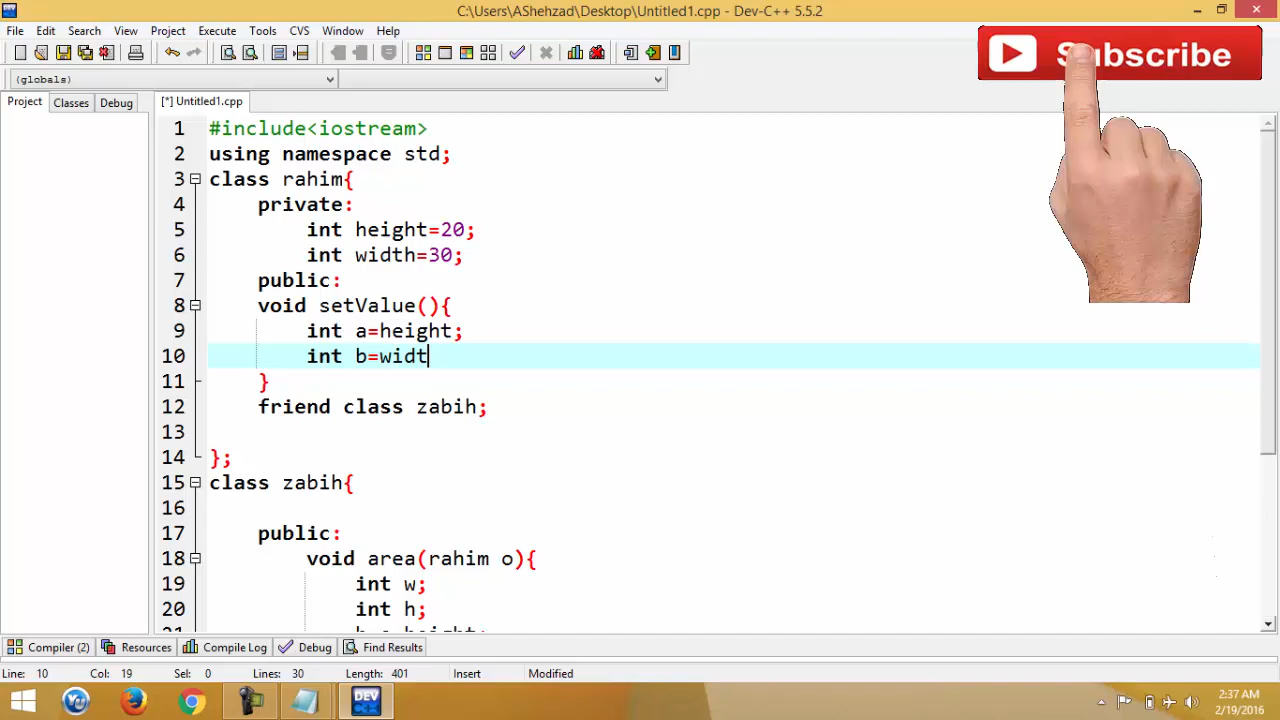 C:\Users\AShehzad\Desktop\Untitled1.cpp - Dev-C++ 5.5.2
File Edit Search View Project Execute Tools CVS Window Help
Subscribe
(globals)
Project Classes Debug [*] Untitled1.cpp
1 #include<iostream>
2 using namespace std;
3 class rahim{
4 private:
5 int height=20;
6 int width=30;
7 public:
8 void setValue(){
9 int a=height;
10 int b=widt
11 }
12 friend class zabih;
13
14 };
15 class zabih{
16
17 public:
18 void area(rahim o){
19 int w;
20 int h;
Compiler (2) Resources Compile Log Debug Find Results
Line: 10 Col: 19 Sel: 0 Lines: 30 Length: 401 Insert Modified
DEV
2:37 AM
2/19/2016